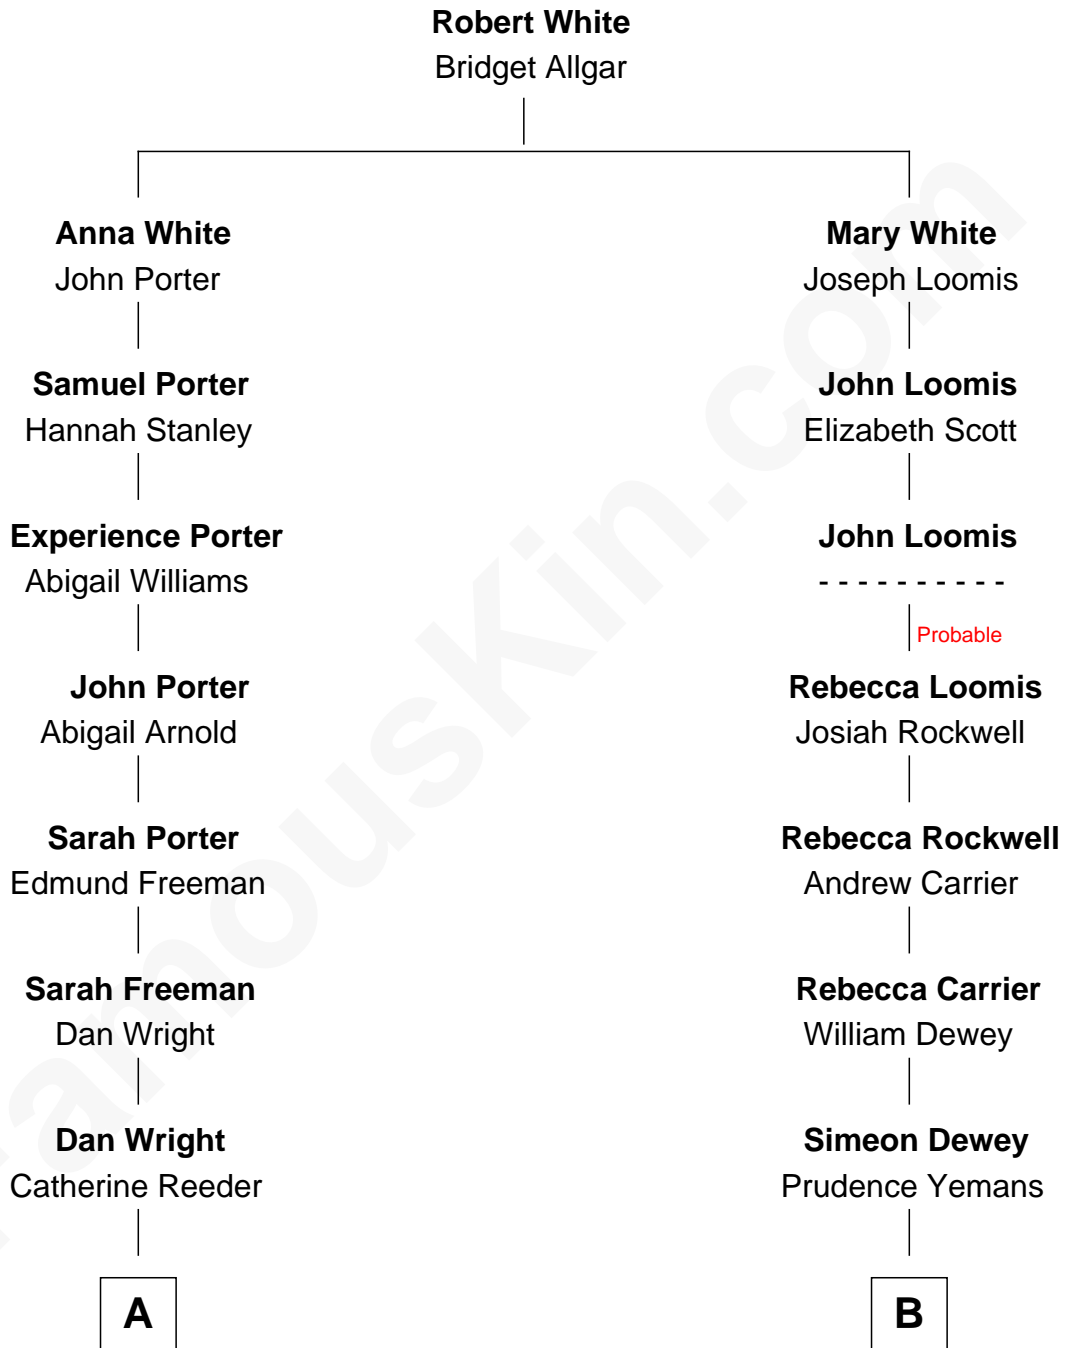 Robert White
Bridget Allgar
Anna White
John Porter
Mary White
Joseph Loomis
Samuel Porter
Hannah Stanley
John Loomis
Elizabeth Scott
Experience Porter
Abigail Williams
John Loomis
- - - - - - - - - -
Probable
John Porter
Abigail Arnold
Rebecca Loomis
Josiah Rockwell
Sarah Porter
Edmund Freeman
Rebecca Rockwell
Andrew Carrier
Sarah Freeman
Dan Wright
Rebecca Carrier
William Dewey
Dan Wright
Catherine Reeder
Simeon Dewey
Prudence Yemans
A
B
FamousKin.com